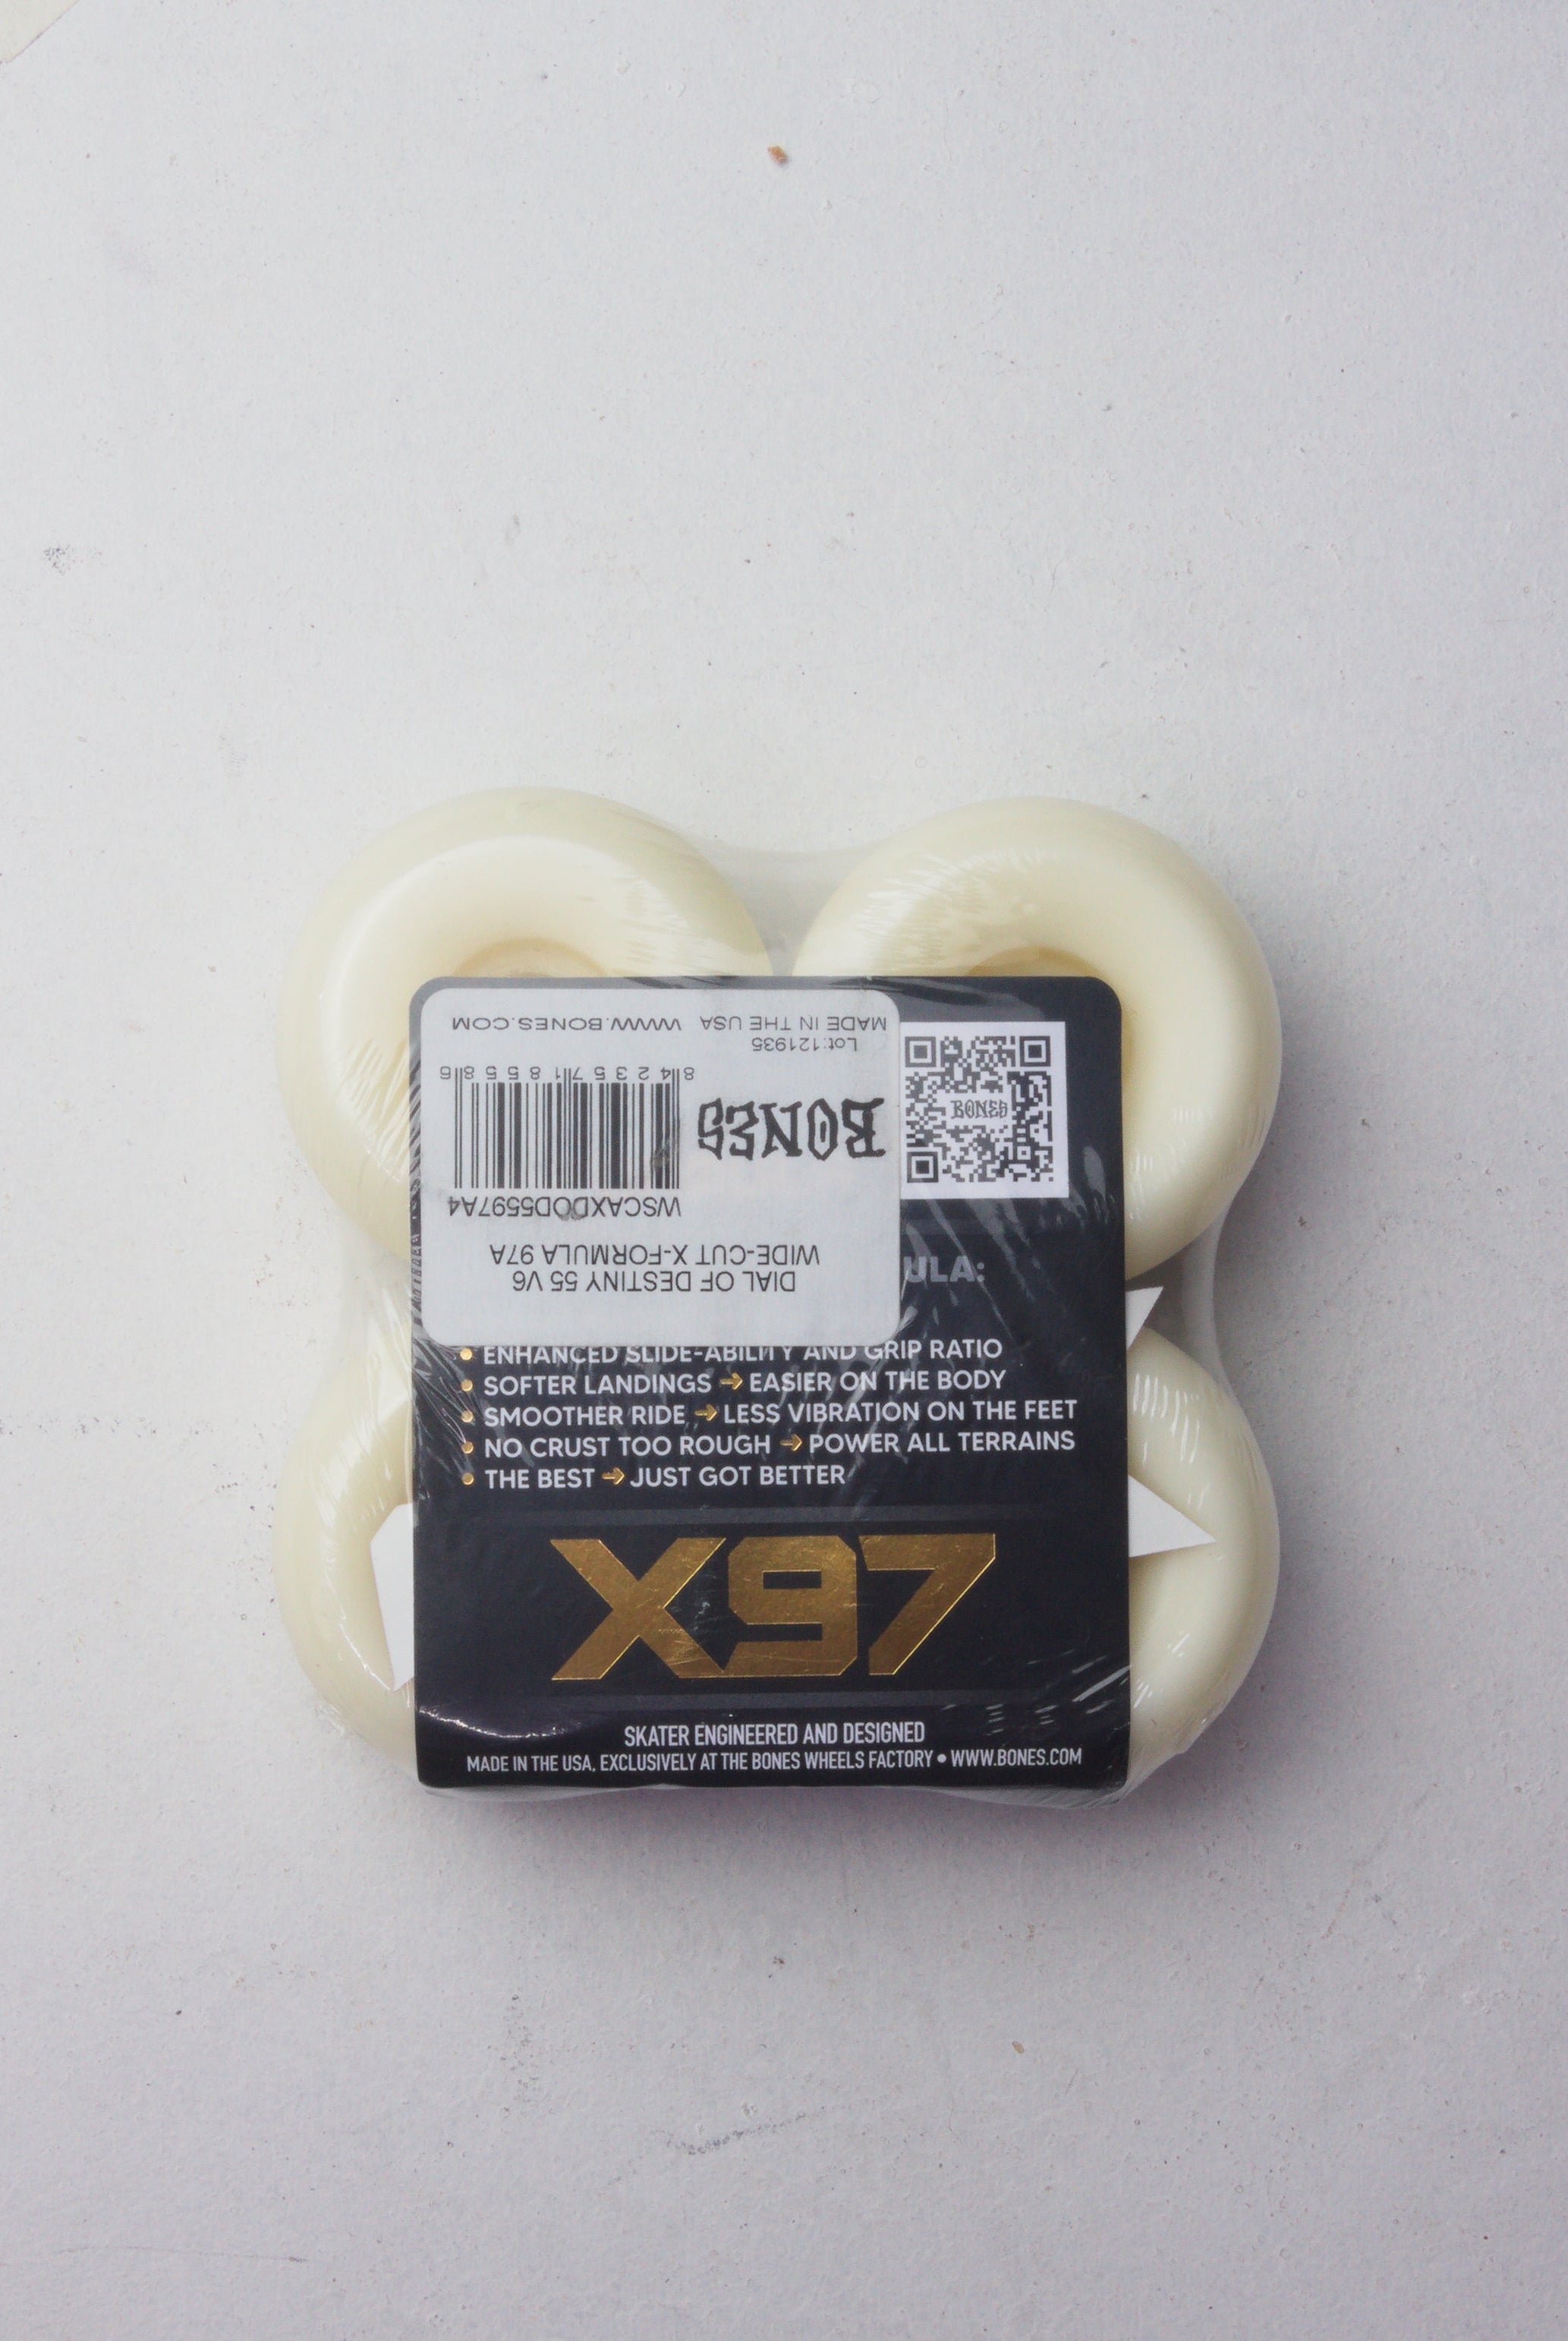 DIAL OF DESTINY 55 V6
WIDE-CUT X-FORMULA 97A
WSCAXDOD5597A4
BONES
8 42357 18558 6
Lot:121935
MADE IN THE USA WWW.BONES.COM
BONES
ULA:
ENHANCED SLIDE-ABILITY AND GRIP RATIO
SOFTER LANDINGS → EASIER ON THE BODY
SMOOTHER RIDE → LESS VIBRATION ON THE FEET
NO CRUST TOO ROUGH → POWER ALL TERRAINS
THE BEST → JUST GOT BETTER
X97
SKATER ENGINEERED AND DESIGNED
MADE IN THE USA, EXCLUSIVELY AT THE BONES WHEELS FACTORY • WWW.BONES.COM